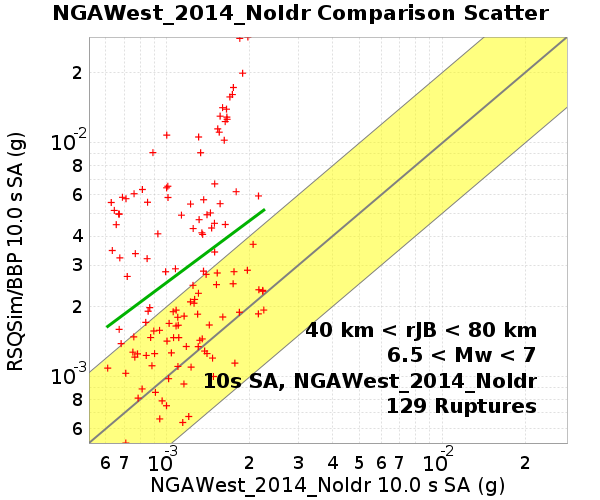 NGAWest_2014_NoIdr Comparison Scatter
RSQSim/BBP 10.0 s SA (g)
2
10-2
8
6
4
3
2
10-3
8
6
40 km < rJB < 80 km
6.5 < Mw < 7
10s SA, NGAWest_2014_NoIdr
129 Ruptures
6 7 10-3 2 3 4 5 6 7 10-2 2
NGAWest_2014_NoIdr 10.0 s SA (g)